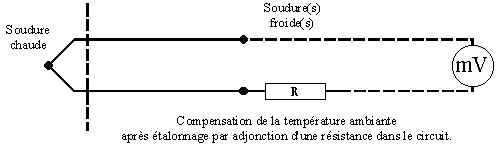 Soudure(s)
froide(s)
Soudure
chaude
mV
R
Compensation de la température ambiante
après étalonnage par adjonction d'une résistance dans le circuit.